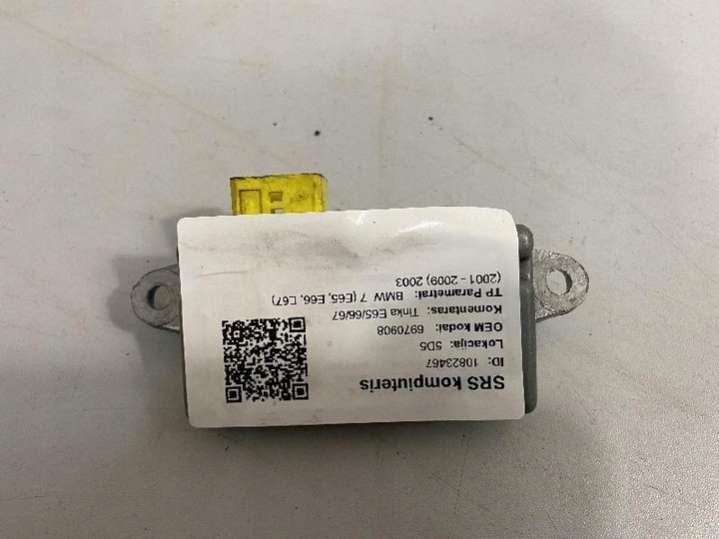 SRS kompiuteris
ID: 10823467
Lokacija: 5D5
OEM kodai: 6970908
Komentaras: Tinka E65/66/67
TP Parametrai: BMW 7 (E65, E66, E67)
(2001 - 2009) 2003